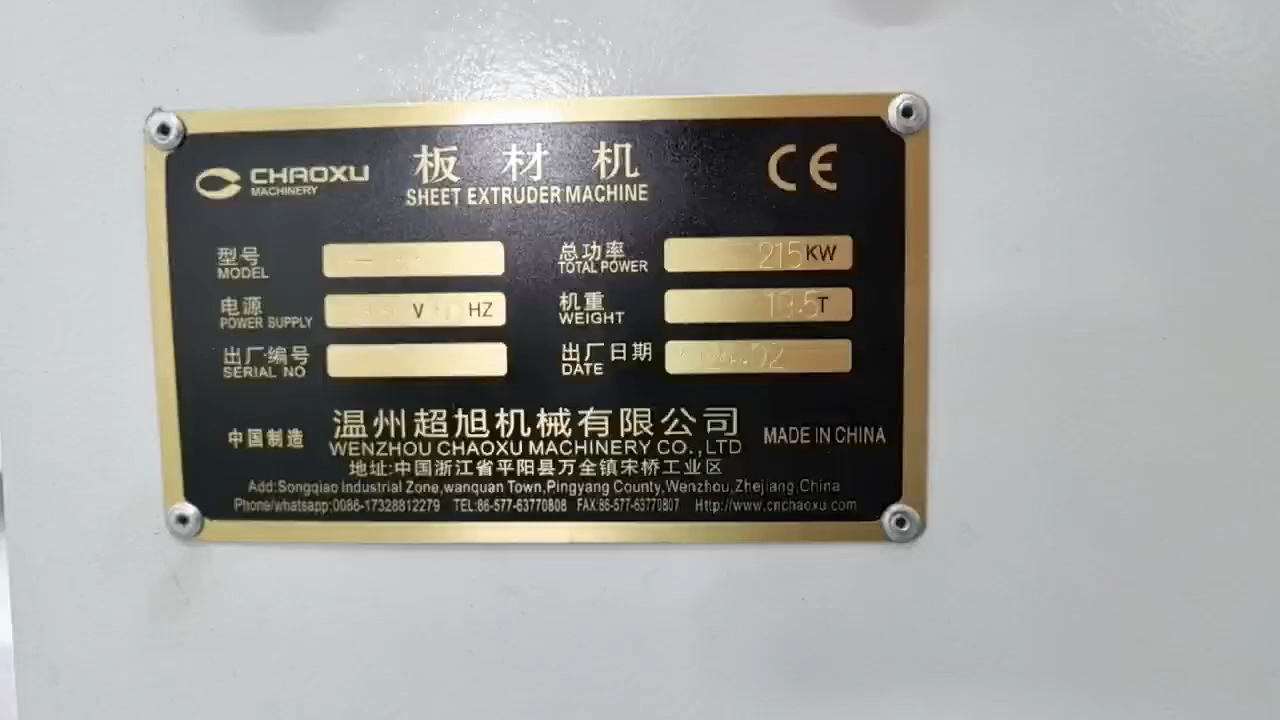 CHAOXU
MACHINERY
板材机
SHEET EXTRUDER MACHINE
CE
型号
MODEL
总功率
TOTAL POWER
215KW
电源
POWER SUPPLY
V HZ
机重
WEIGHT
T
出厂编号
SERIAL NO
出厂日期
DATE
中国制造
温州超旭机械有限公司
WENZHOU CHAOXU MACHINERY CO.,LTD
MADE IN CHINA
地址:中国浙江省平阳县万全镇宋桥工业区
Add:Songqiao Industrial Zone,wanquan Town,Pingyang County,Wenzhou,Zhejiang,China
Phone/whatsapp:0086-17328812279 TEL:86-577-63770808 FAX:86-577-63770807 Http://www.cnchaoxu.com